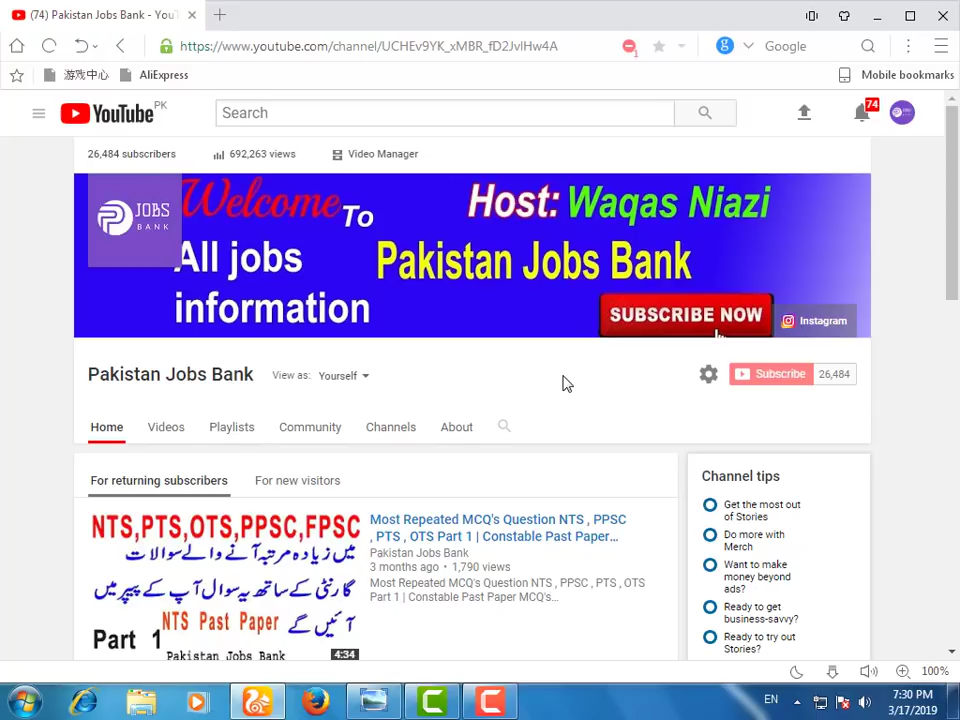 (74) Pakistan Jobs Bank - You
https://www.youtube.com/channel/UCHEv9YK_xMBR_fD2JvlHw4A
1
Google
游戏中心
AliExpress
Mobile bookmarks
YouTube PK
Search
74
26,484 subscribers
692,263 views
Video Manager
JOBS
BANK
Welcome To
Host: Waqas Niazi
All jobs
information
Pakistan Jobs Bank
SUBSCRIBE NOW
Instagram
Pakistan Jobs Bank
View as: Yourself
Subscribe 26,484
Home
Videos
Playlists
Community
Channels
About
For returning subscribers
For new visitors
NTS,PTS,OTS,PPSC,FPSC
میں زیادہ مرتبہ آنے والے سوالات
گارنٹی کے ساتھ یہ سوال آپ کے پیپر میں
آئیں گے
NTS Past Paper
Part 1
Pakistan Jobs Bank
4:34
Most Repeated MCQ's Question NTS , PPSC
, PTS , OTS Part 1 | Constable Past Paper...
Pakistan Jobs Bank
3 months ago • 1,790 views
Most Repeated MCQ's Question NTS , PPSC , PTS , OTS
Part 1 | Constable Past Paper MCQ's...
Channel tips
Get the most out
of Stories
Do more with
Merch
Want to make
money beyond
ads?
Ready to get
business-savvy?
Ready to try out
Stories?
100%
EN
7:30 PM
3/17/2019